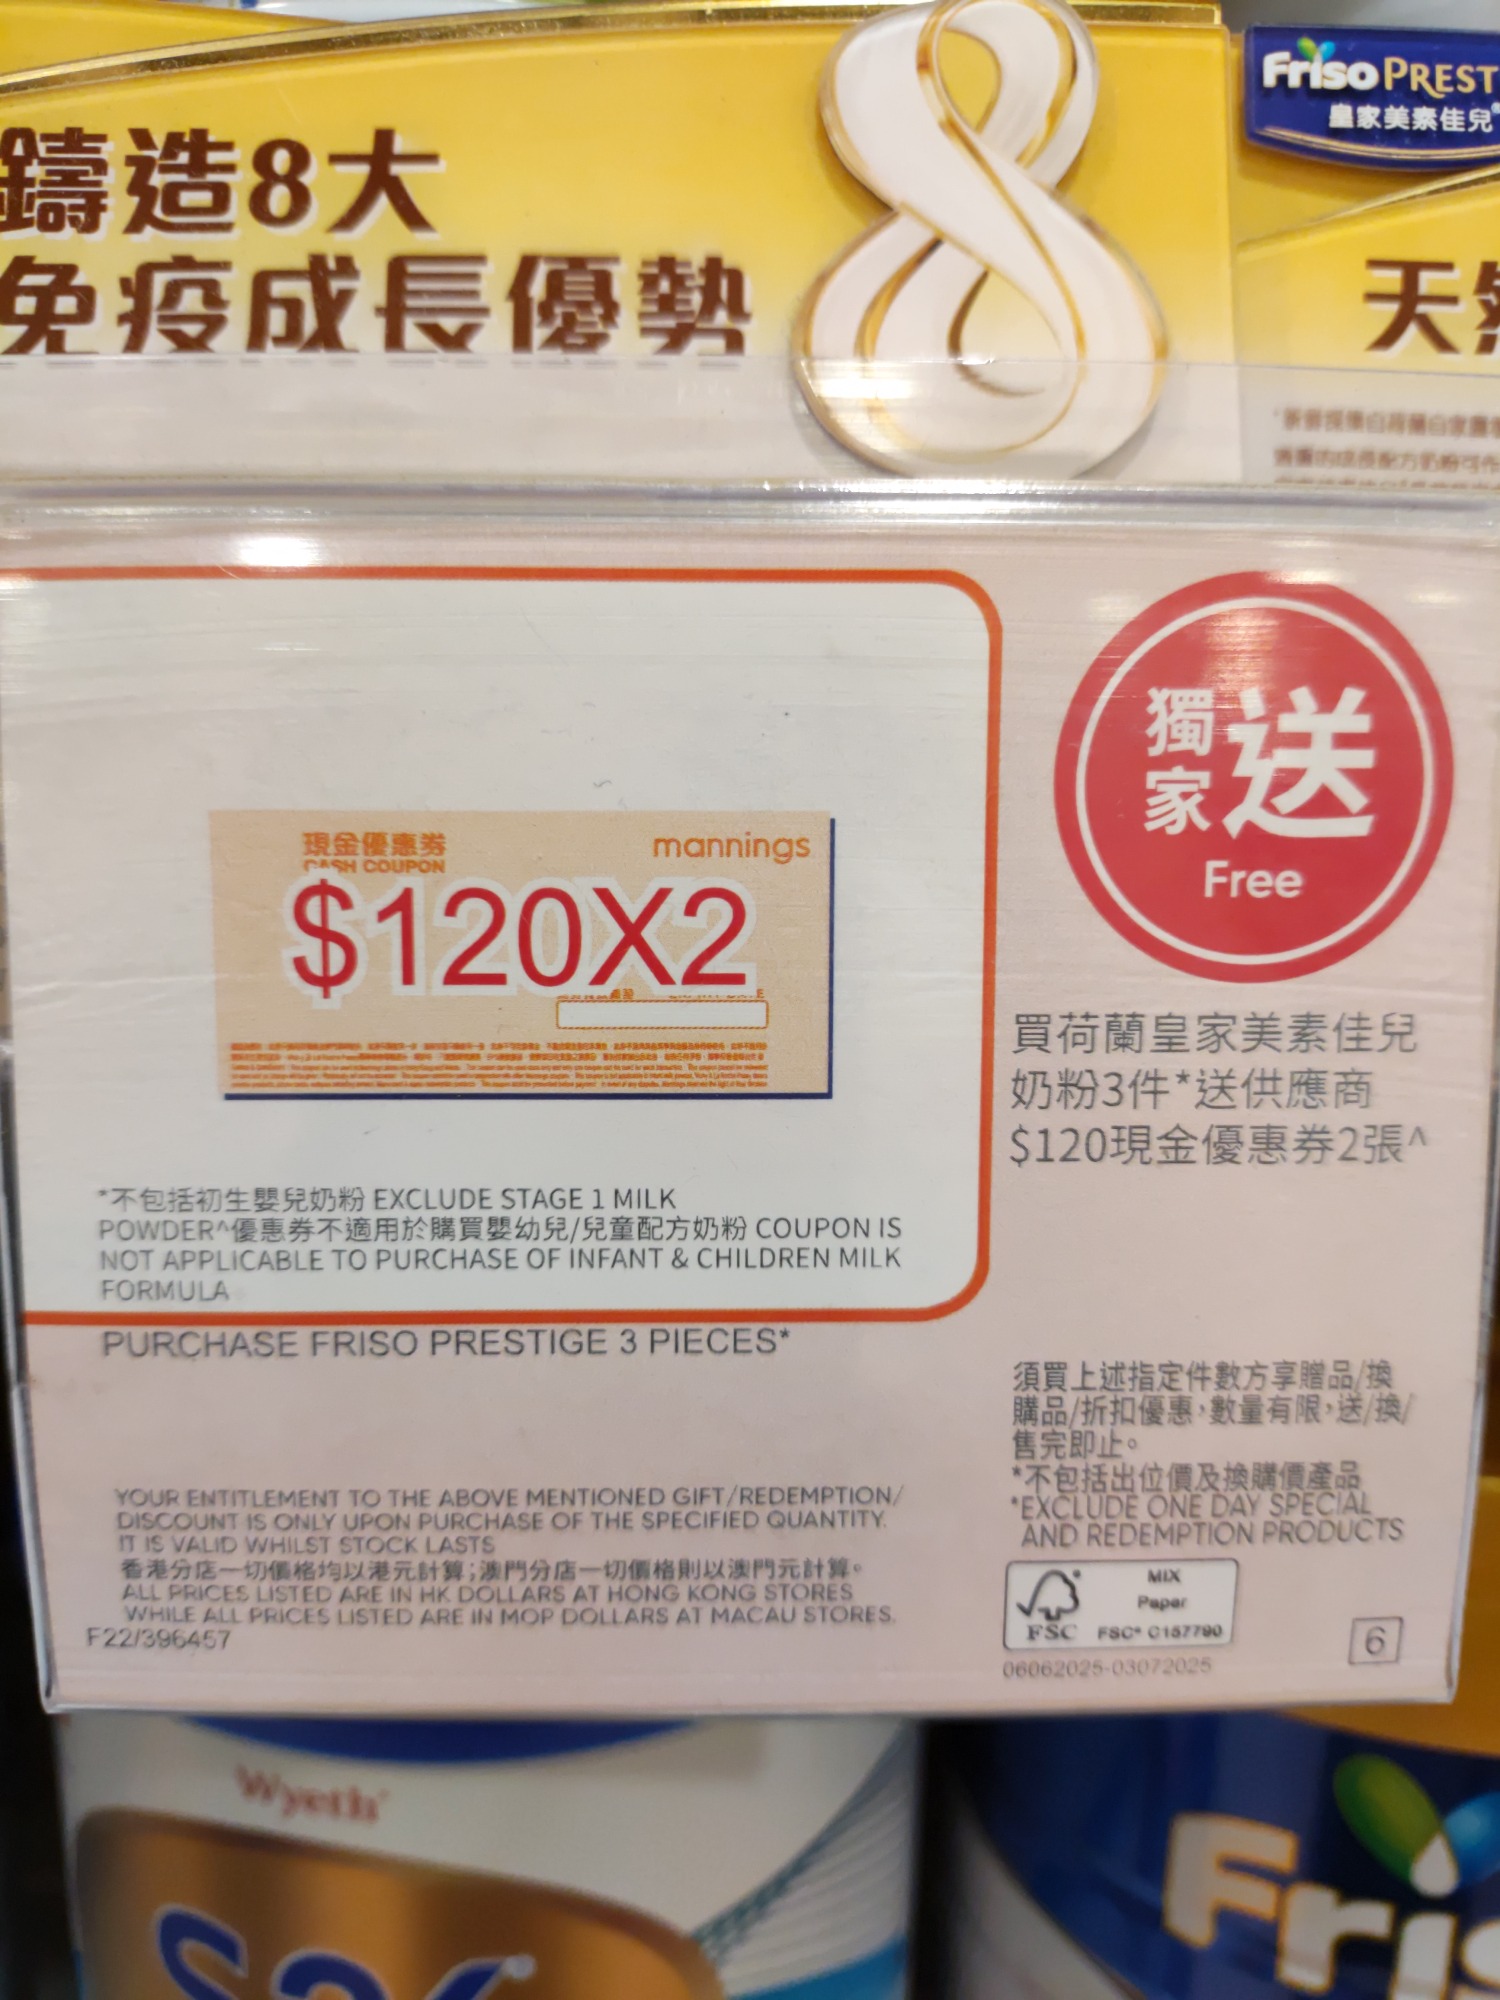 Friso PREST
皇家美素佳兒
鑄造8大
免疫成長優勢
8
獨家送
Free
現金優惠券
mannings
CASH COUPON
$120X2
買荷蘭皇家美素佳兒
奶粉3件*送供應商
$120現金優惠券2張^
*不包括初生嬰兒奶粉 EXCLUDE STAGE 1 MILK
POWDER^優惠券不適用於購買嬰幼兒/兒童配方奶粉 COUPON IS
NOT APPLICABLE TO PURCHASE OF INFANT & CHILDREN MILK
FORMULA
PURCHASE FRISO PRESTIGE 3 PIECES*
須買上述指定件數方享贈品/換
購品/折扣優惠，數量有限，送/換/
售完即止。
*不包括出位價及換購價產品
*EXCLUDE ONE DAY SPECIAL
AND REDEMPTION PRODUCTS
YOUR ENTITLEMENT TO THE ABOVE MENTIONED GIFT/REDEMPTION/
DISCOUNT IS ONLY UPON PURCHASE OF THE SPECIFIED QUANTITY.
IT IS VALID WHILST STOCK LASTS
香港分店一切價格均以港元計算；澳門分店一切價格則以澳門元計算。
ALL PRICES LISTED ARE IN HK DOLLARS AT HONG KONG STORES
WHILE ALL PRICES LISTED ARE IN MOP DOLLARS AT MACAU STORES.
F22/396457
MIX
Paper
FSC FSC® C157790
6
06062025-03072025
Wyeth
S26
Fris